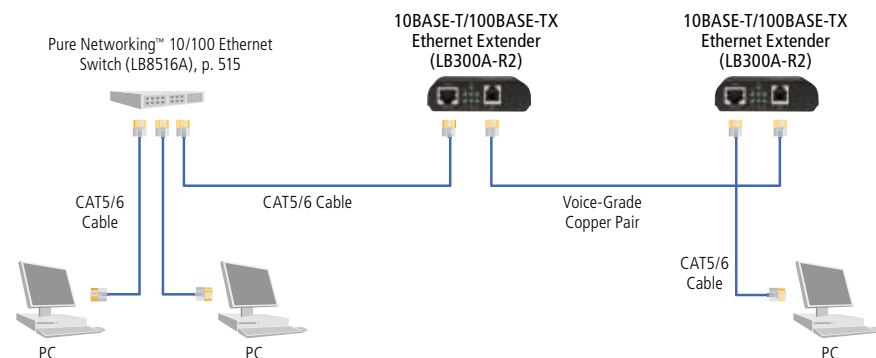 Pure Networking™ 10/100 Ethernet
Switch (LB8516A), p. 515
10BASE-T/100BASE-TX
Ethernet Extender
(LB300A-R2)
10BASE-T/100BASE-TX
Ethernet Extender
(LB300A-R2)
CAT5/6
Cable
CAT5/6 Cable
Voice-Grade
Copper Pair
CAT5/6
Cable
PC
PC
PC